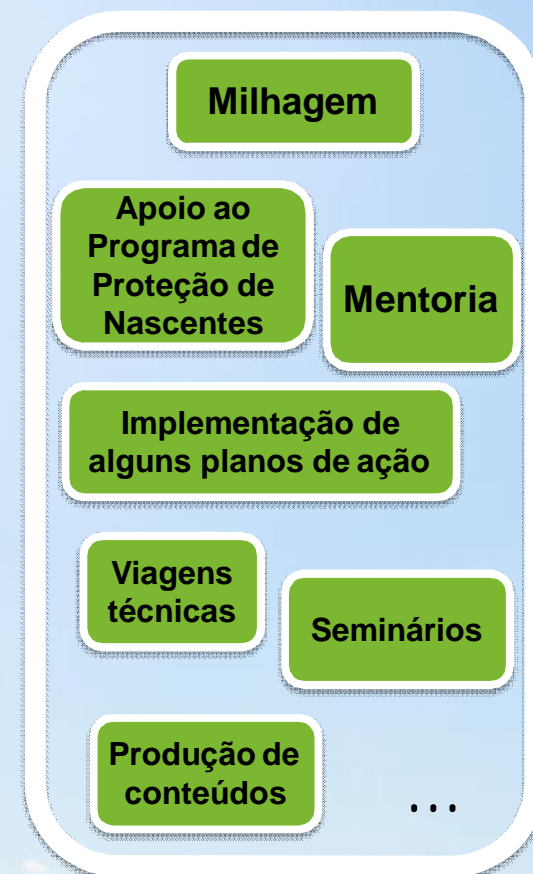 Milhagem
Apoio ao
Programa de
Proteção de
Nascentes
Mentoria
Implementação de
alguns planos de ação
Viagens
técnicas
Seminários
Produção de
conteúdos
...